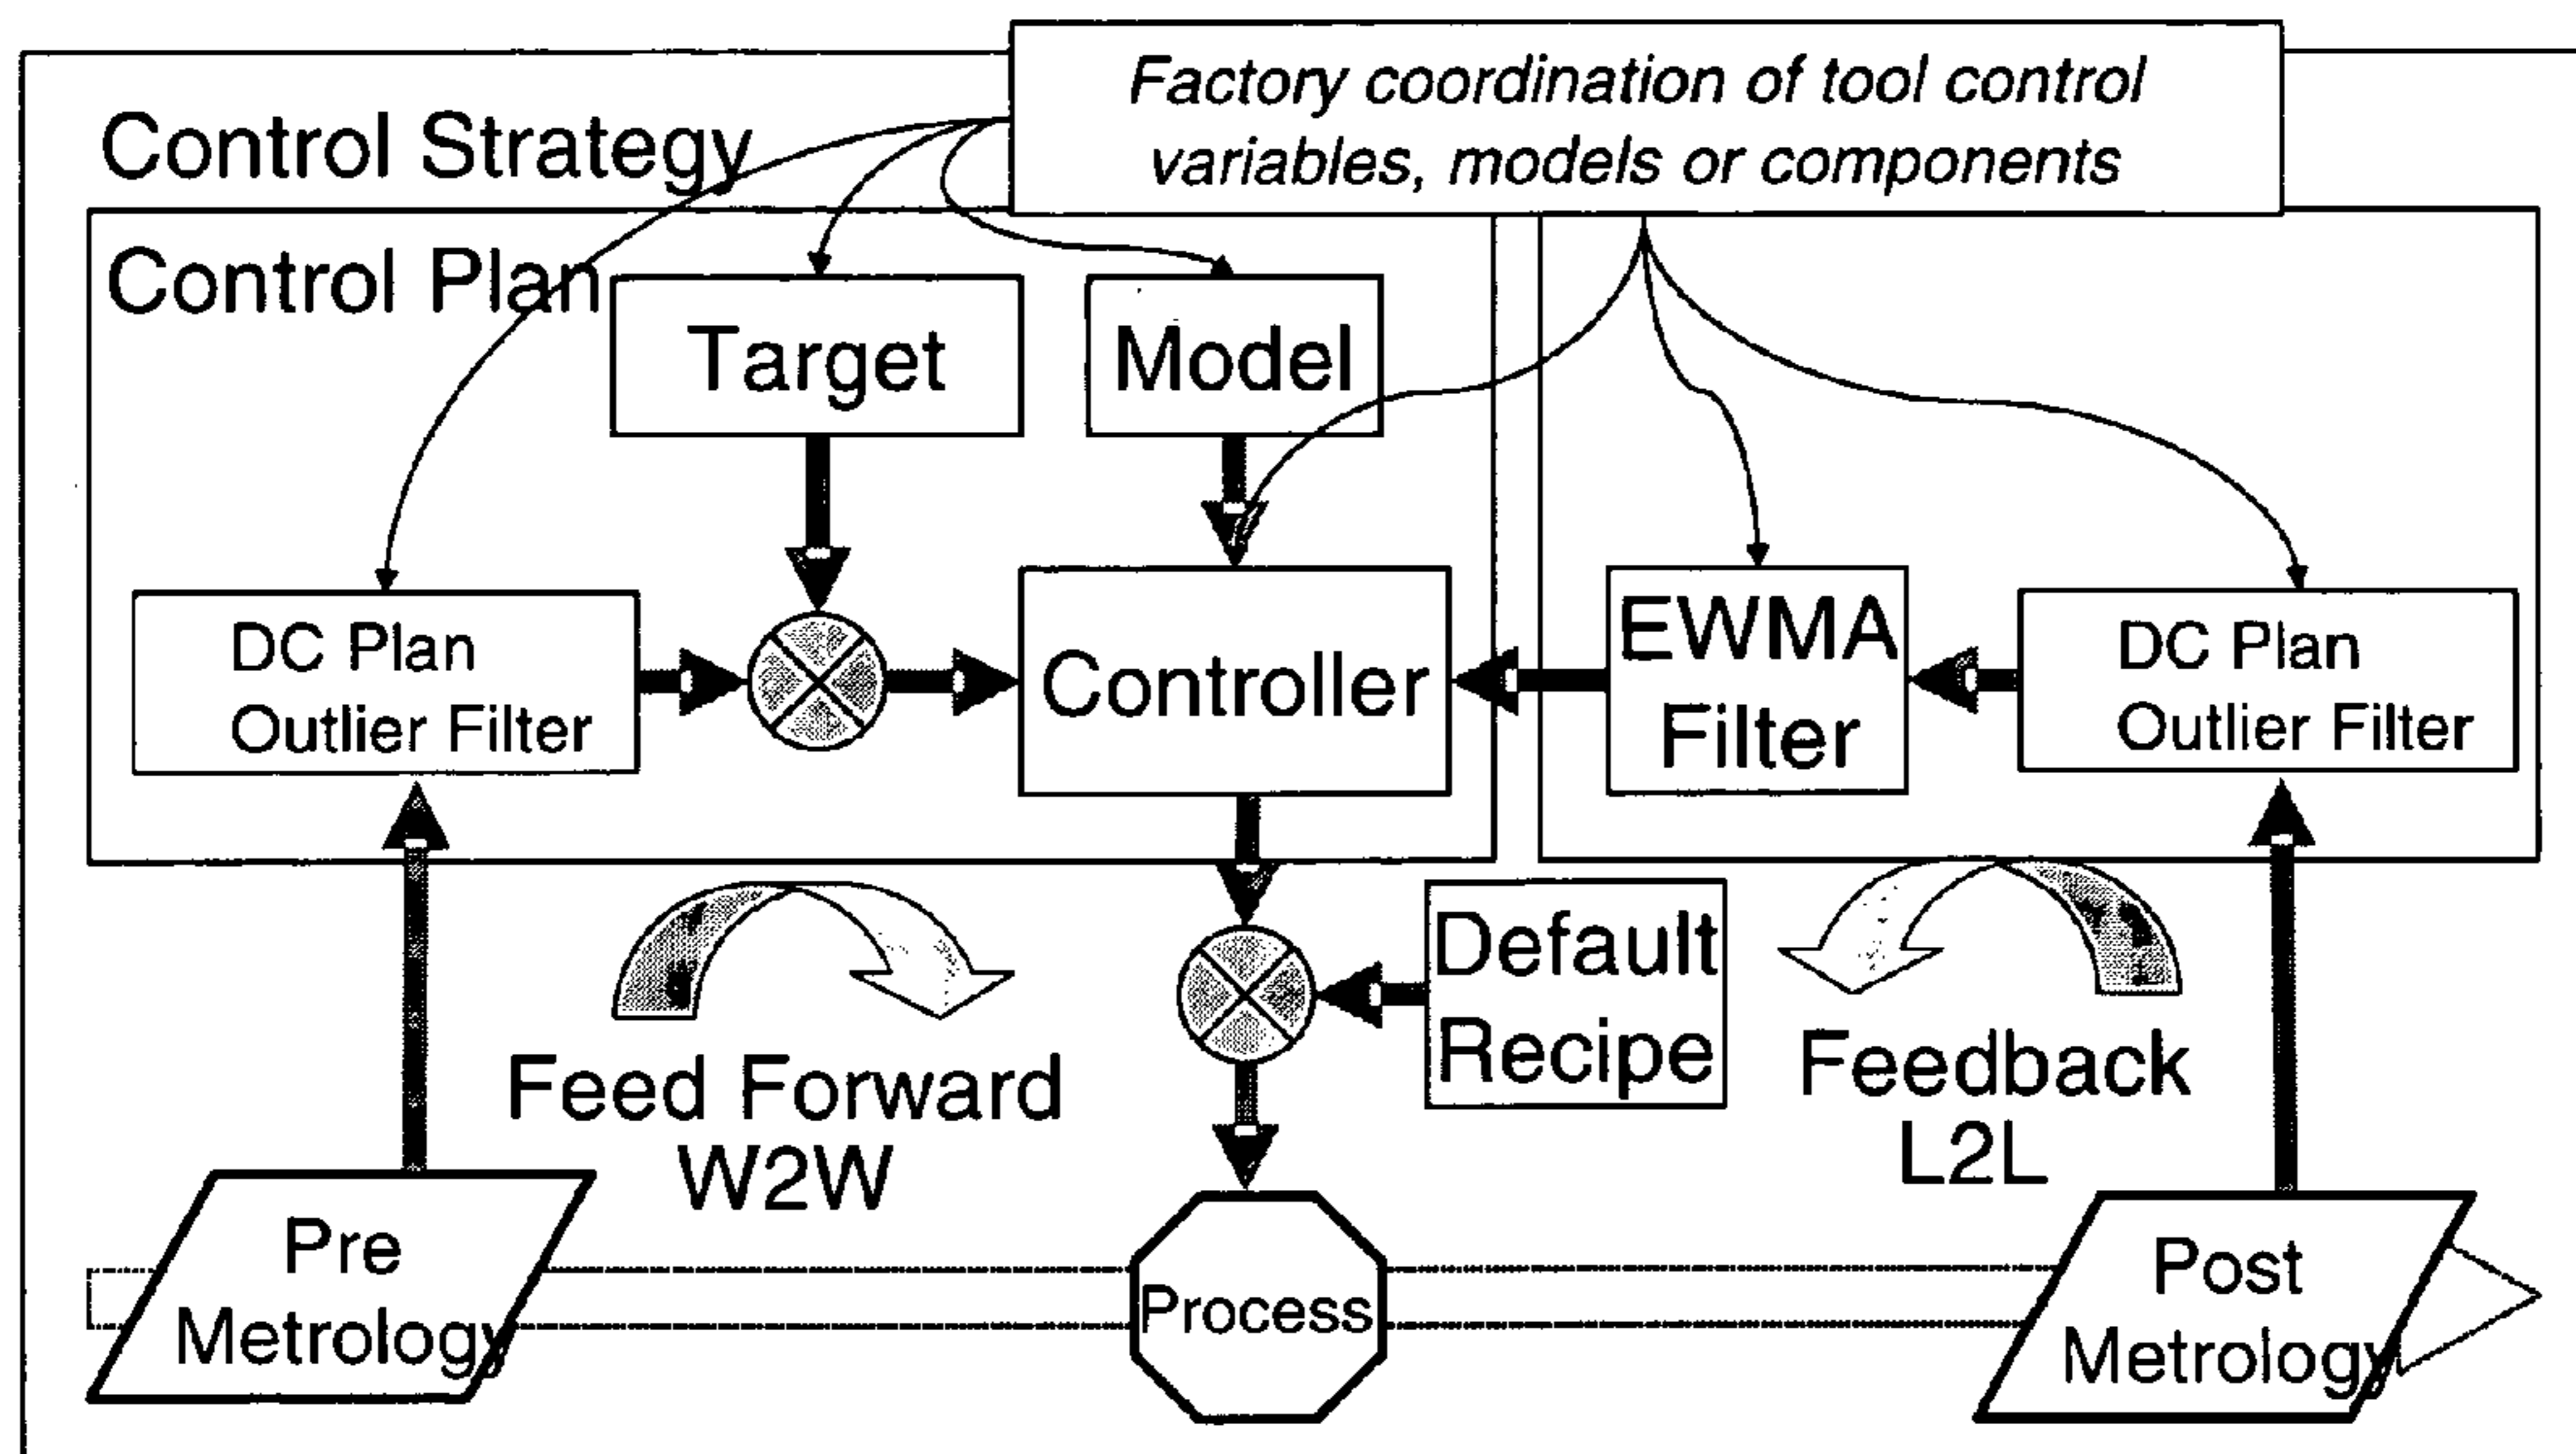 Factory coordination of tool control
variables, models or components
Control Strategy
Control Plan
Target
Model
DC Plan
Outlier Filter
Controller
EWMA
Filter
DC Plan
Outlier Filter
Default
Recipe
Feed Forward
W2W
Feedback
L2L
Pre
Metrology
Process
Post
Metrology